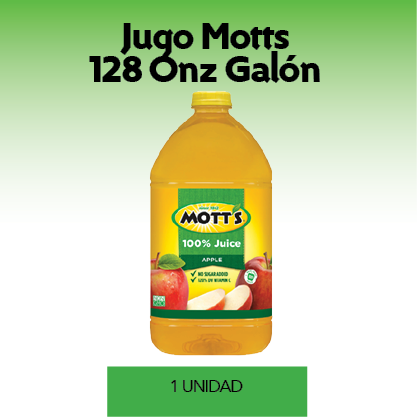 Jugo Motts
128 Onz Galón
MOTT'S
100% Juice
APPLE
NO SUGAR ADDED
1 UNIDAD